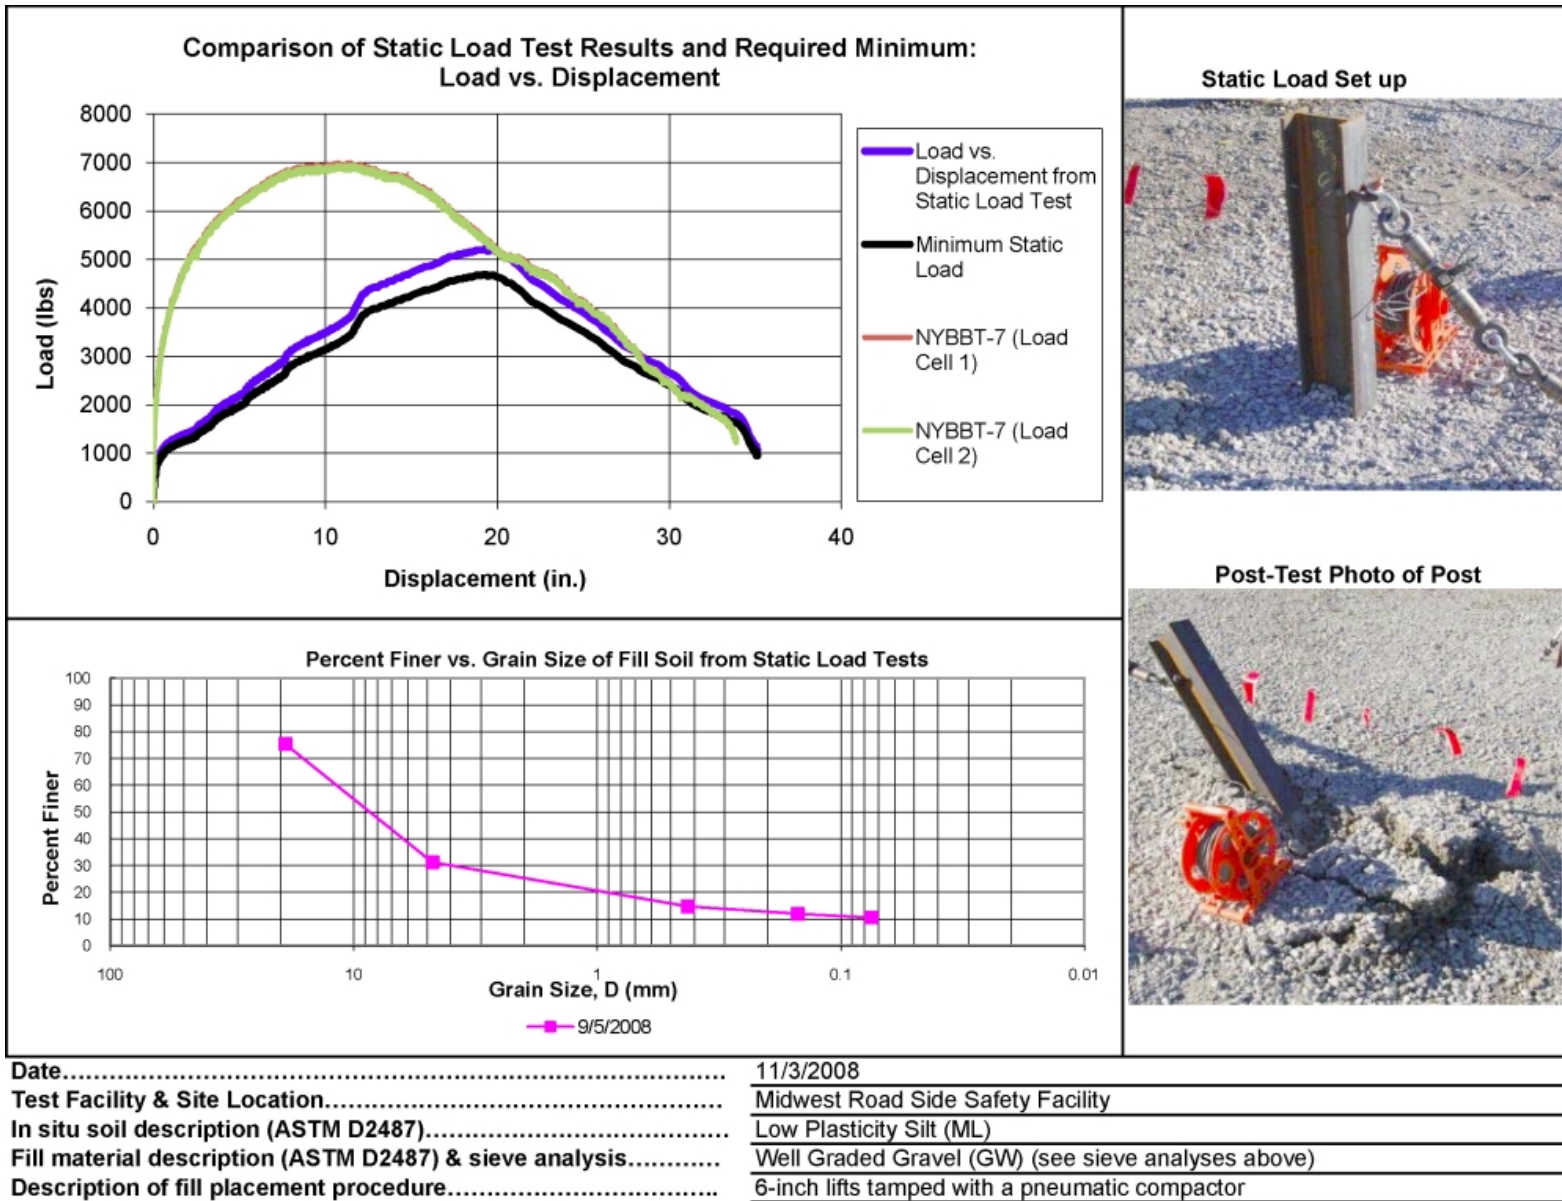 Comparison of Static Load Test Results and Required Minimum:
Load vs. Displacement
8000
7000
6000
5000
4000
3000
2000
1000
0
Load (lbs)
0 10 20 30 40
Displacement (in.)
Load vs.
Displacement from
Static Load Test
Minimum Static
Load
NYBBT-7 (Load
Cell 1)
NYBBT-7 (Load
Cell 2)
Static Load Set up
Post-Test Photo of Post
Percent Finer vs. Grain Size of Fill Soil from Static Load Tests
100
90
80
70
60
50
40
30
20
10
0
Percent Finer
100 10 1 0.1 0.01
Grain Size, D (mm)
9/5/2008
Date........................................................................... 11/3/2008
Test Facility & Site Location............................................. Midwest Road Side Safety Facility
In situ soil description (ASTM D2487)................................. Low Plasticity Silt (ML)
Fill material description (ASTM D2487) & sieve analysis............ Well Graded Gravel (GW) (see sieve analyses above)
Description of fill placement procedure................................ 6-inch lifts tamped with a pneumatic compactor